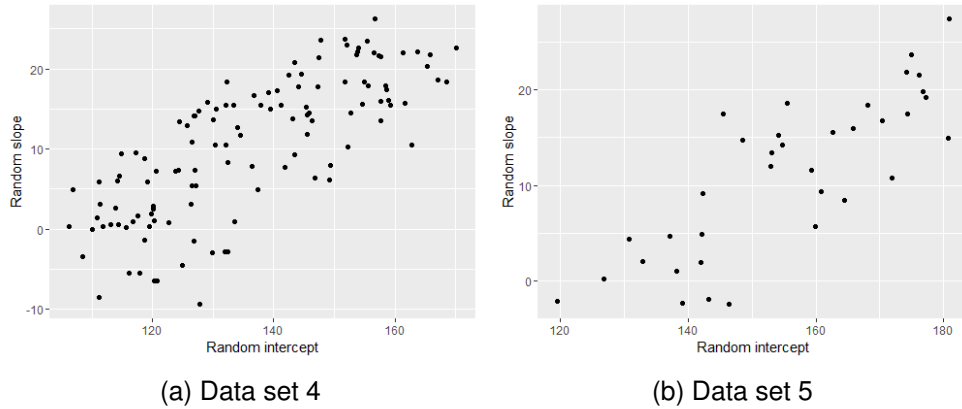 20
10
0
-10
Random slope
120
140
160
Random intercept
(a) Data set 4
20
10
0
Random slope
120
140
160
180
Random intercept
(b) Data set 5